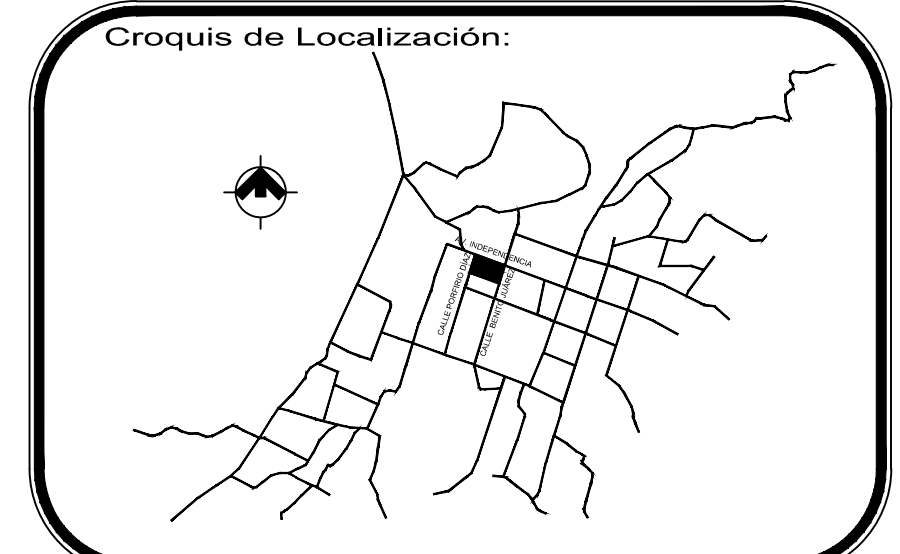 Croquis de Localización:
AV. INDEPENDENCIA
CALLE PORFIRIO DÍAZ
CALLE BENITO JUÁREZ